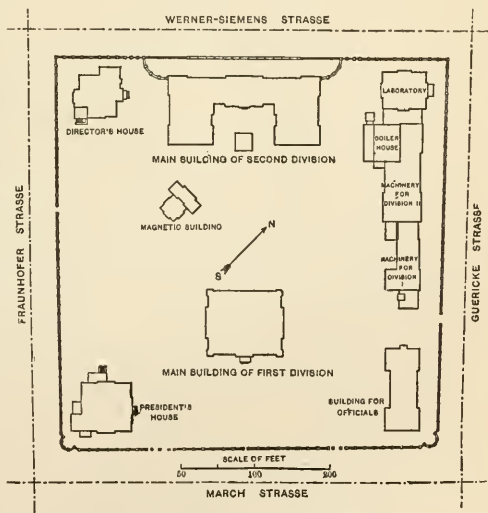 WERNER-SIEMENS STRASSE
LABORATORY
BOILER
HOUSE
DIRECTOR'S HOUSE
MAIN BUILDING OF SECOND DIVISION
MACHINERY
FOR
DIVISION II
MAGNETIC BUILDING
N
S
FRAUNHOFER STRASSE
GUERICKE STRASSE
MACHINERY
FOR
DIVISION
I
MAIN BUILDING OF FIRST DIVISION
PRESIDENT'S
HOUSE
BUILDING FOR
OFFICIALS
SCALE OF FEET
50 100 200
MARCH STRASSE